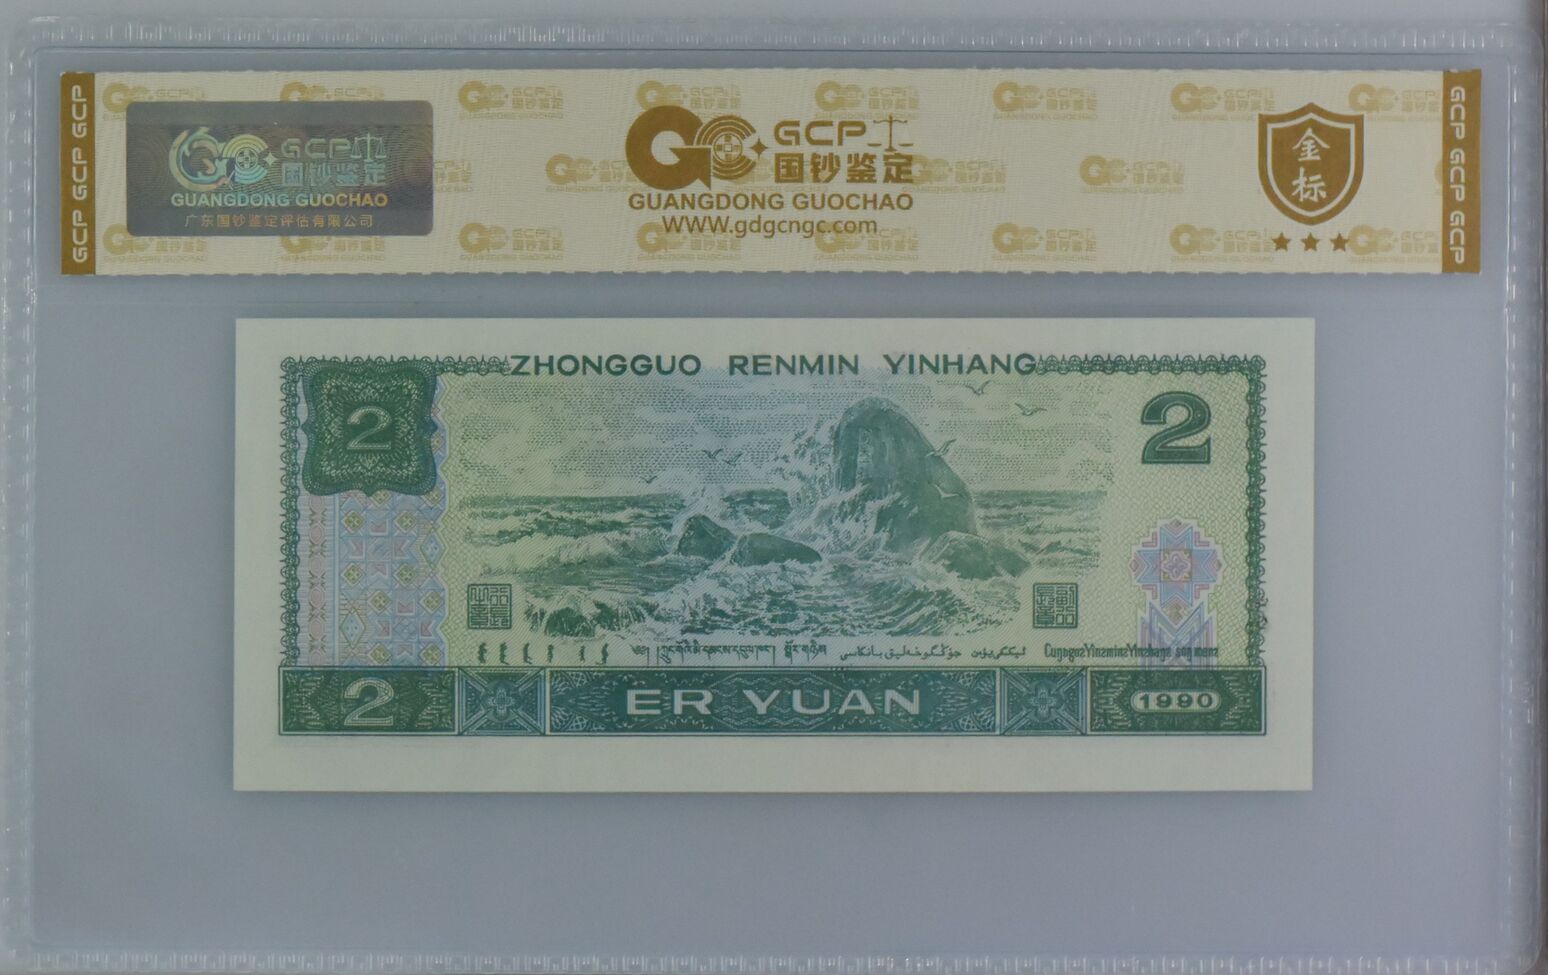 GCP GCP GCP
GCP
国钞鉴定
GUANGDONG GUOCHAO
广东国钞鉴定评估有限公司
GCP
国钞鉴定
GUANGDONG GUOCHAO
WWW.gdgcngc.com
金标
GCP GCP GCP
ZHONGGUO RENMIN YINHANG
2
2
2
ER YUAN
1990